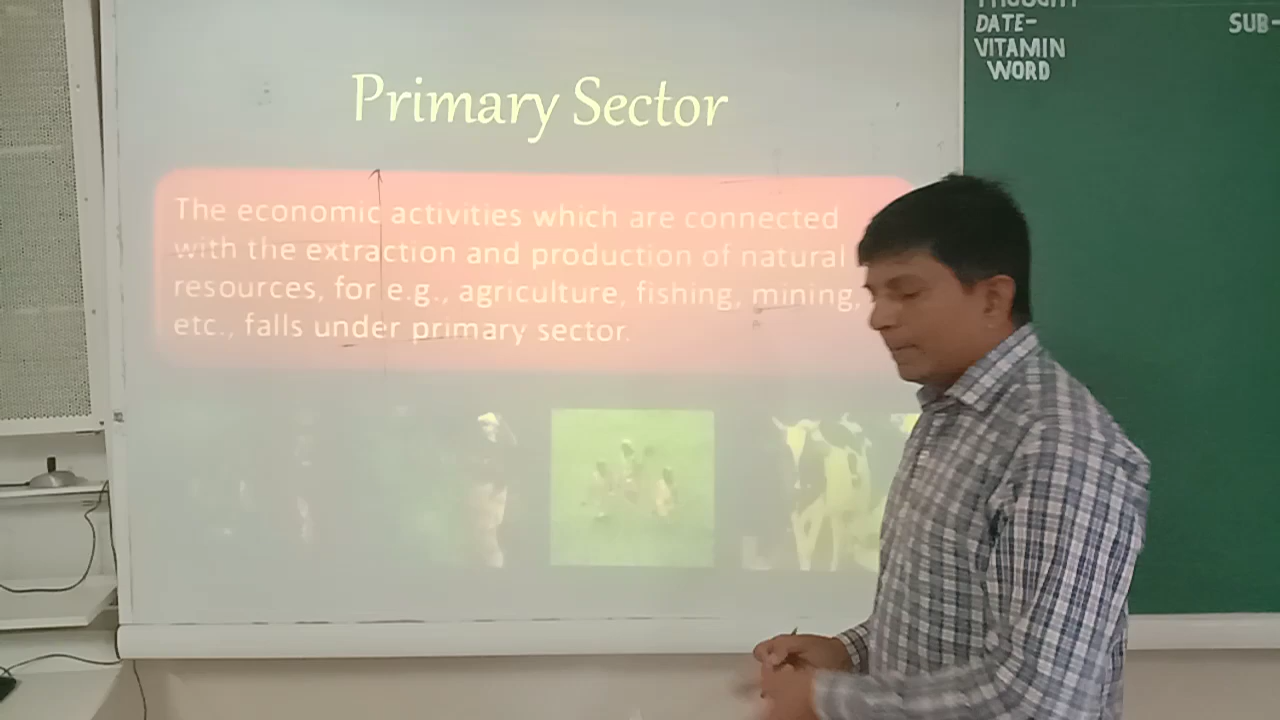 Primary Sector
The economic activities which are connected
with the extraction and production of natural
resources, for e.g., agriculture, fishing, mining,
etc., falls under primary sector.
THOUGHT
DATE-
SUB-
VITAMIN
WORD